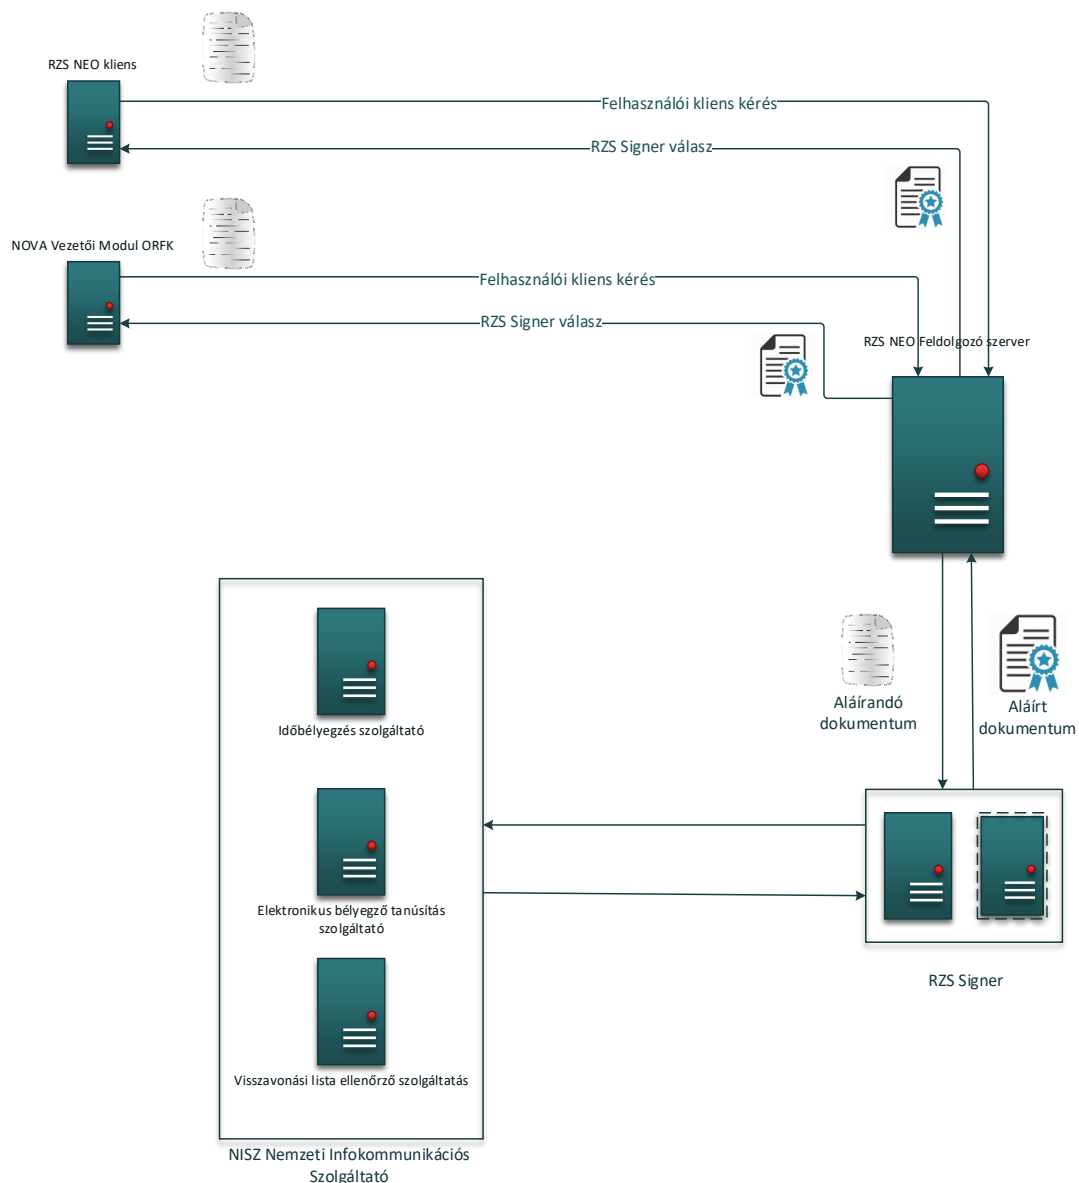 RZS NEO kliens
Felhasználói kliens kérés
RZS Signer válasz
NOVA Vezetői Modul ORFK
Felhasználói kliens kérés
RZS Signer válasz
RZS NEO Feldolgozó szerver
Aláírandó
dokumentum
Aláírt
dokumentum
Időbélyegzés szolgáltató
Elektronikus bélyegző tanúsítás
szolgáltató
Visszavonási lista ellenőrző szolgáltatás
RZS Signer
NISZ Nemzeti Infokommunikációs
Szolgáltató